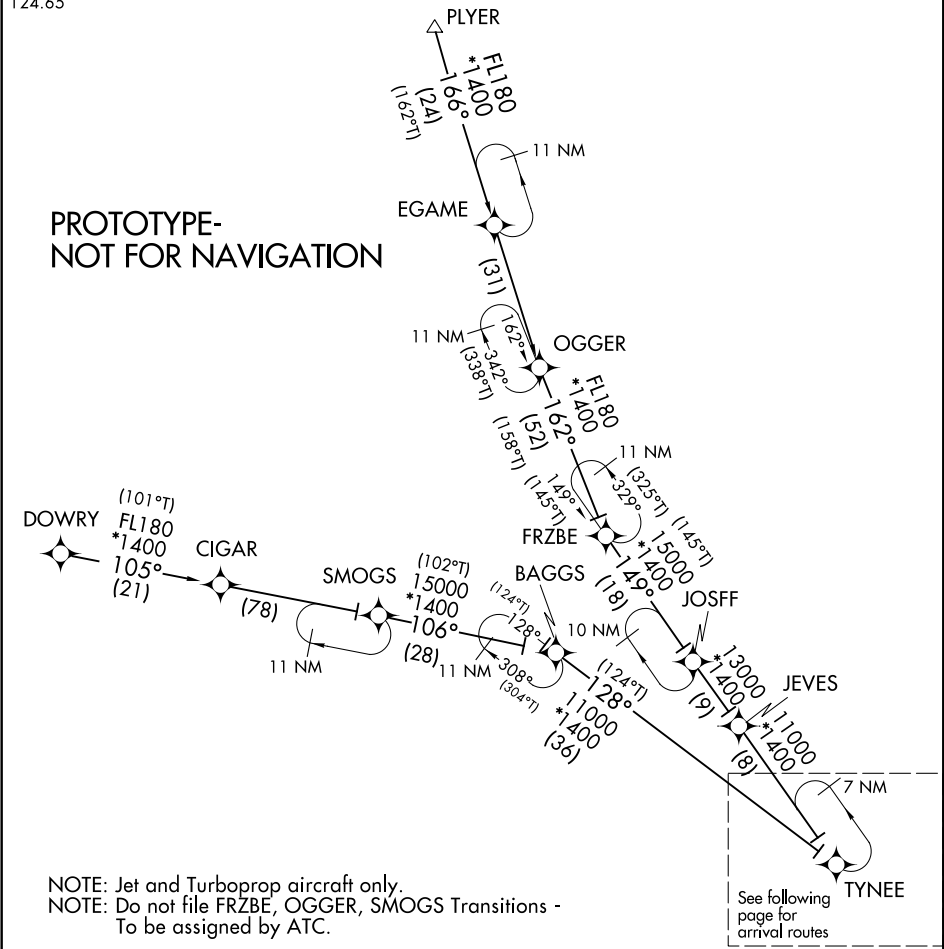 124.65
PLYER
FL180
*1400
166°
(24)
(162°T)
11 NM
EGAME
PROTOTYPE-
NOT FOR NAVIGATION
(31)
11 NM
162°
342°
(338°T)
OGGER
FL180
*1400
162°
(52)
(158°T)
11 NM
149°
(145°T)
329°
(325°T)
FRZBE
(145°T)
15000
*1400
149°
(18)
DOWRY
(101°T)
FL180
*1400
105°
(21)
CIGAR
(78)
SMOGS
11 NM
(102°T)
15000
*1400
106°
(28)
BAGGS
(124°T)
128°
11 NM
308°
(304°T)
(124°T)
128°
11000
*1400
(36)
JOSFF
10 NM
13000
*1400
(9)
JEVES
11000
*1400
(8)
7 NM
TYNEE
See following
page for
arrival routes
NOTE: Jet and Turboprop aircraft only.
NOTE: Do not file FRZBE, OGGER, SMOGS Transitions -
To be assigned by ATC.